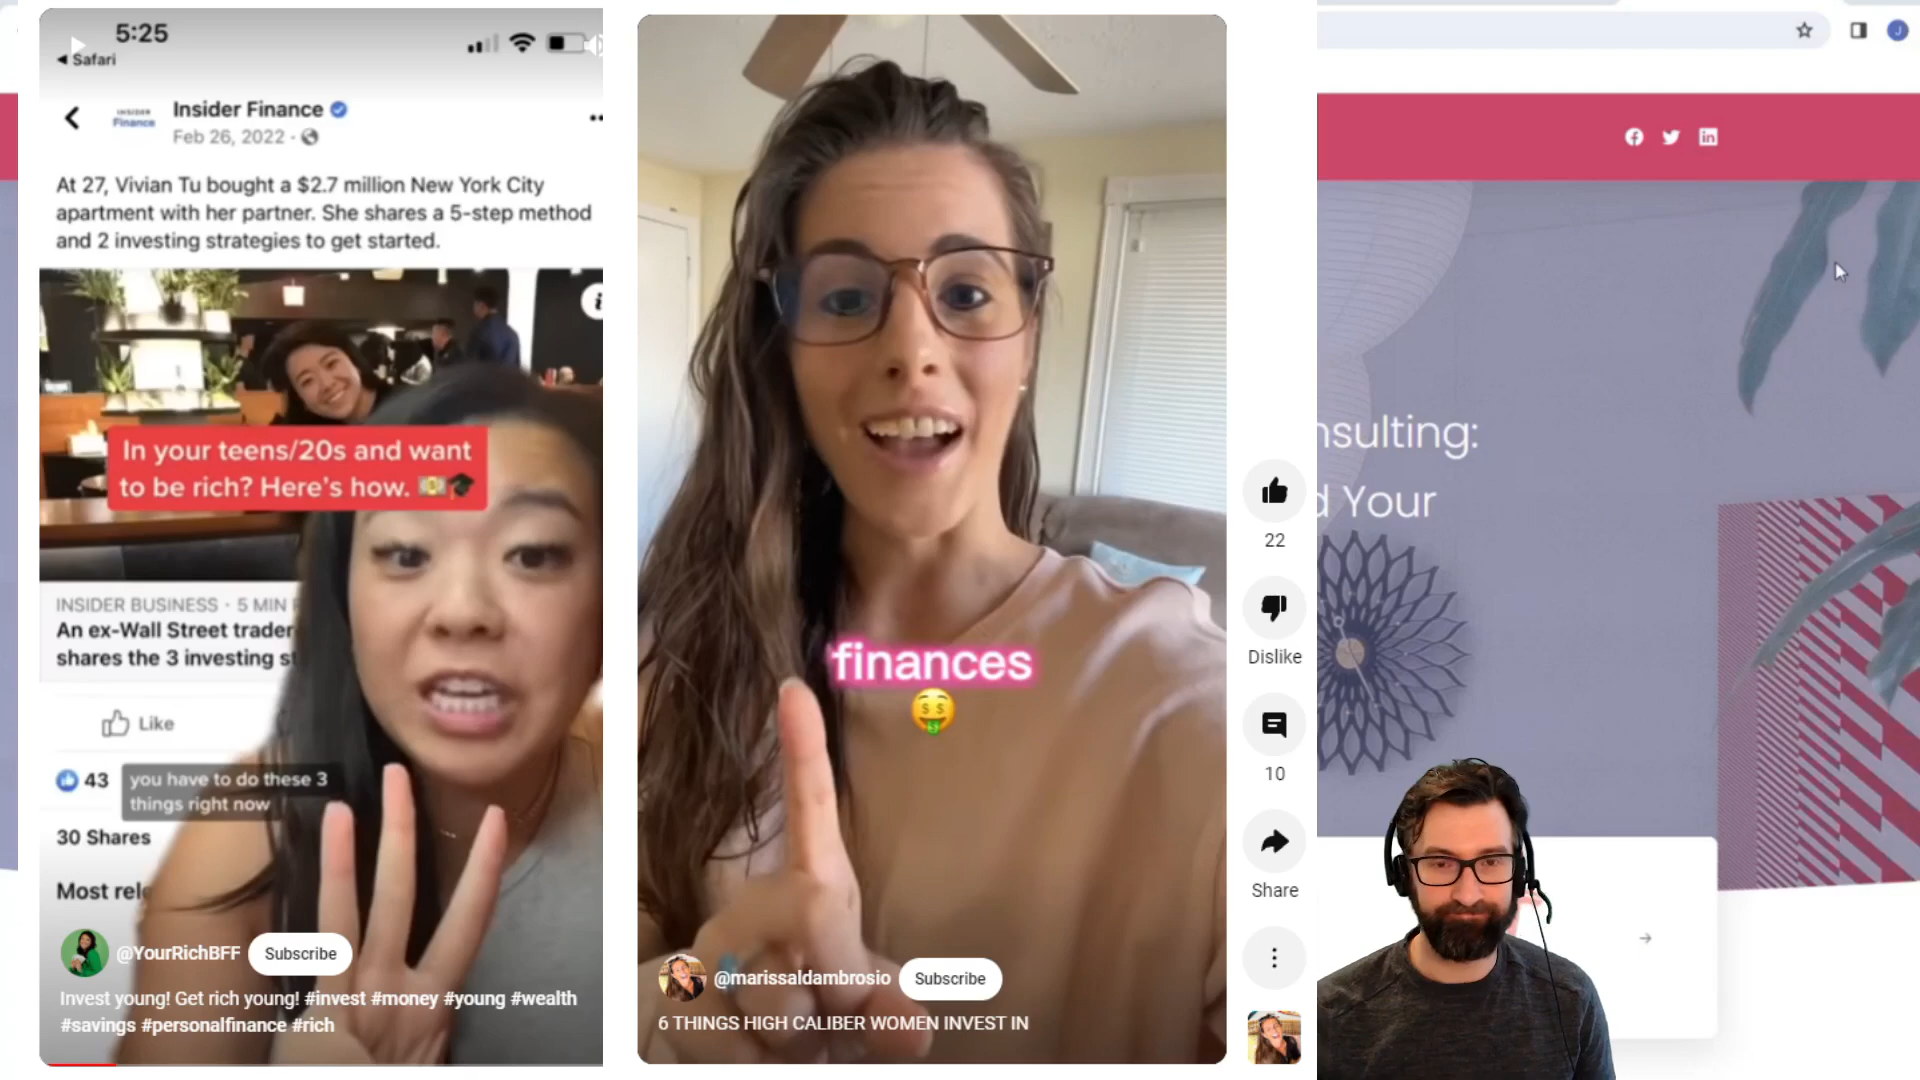 5:25
Safari
INSIDER
Finance
Insider Finance
Feb 26, 2022 ·
At 27, Vivian Tu bought a $2.7 million New York City
apartment with her partner. She shares a 5-step method
and 2 investing strategies to get started.
In your teens/20s and want
to be rich? Here's how.
INSIDER BUSINESS · 5 MIN
An ex-Wall Street trader
shares the 3 investing
Like
43
you have to do these 3
things right now
30 Shares
Most
@YourRichBFF
Subscribe
Invest young! Get rich young! #invest #money #young #wealth
#savings #personalfinance #rich
finances
@marissaldambrosio
Subscribe
6 THINGS HIGH CALIBER WOMEN INVEST IN
22
Dislike
10
Share
J
nsulting:
d Your